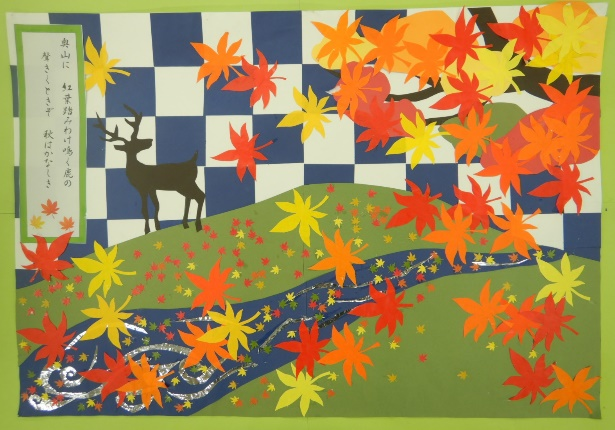 奥山に 紅葉踏みわけ鳴く鹿の
聲きくときぞ 秋はかなしき